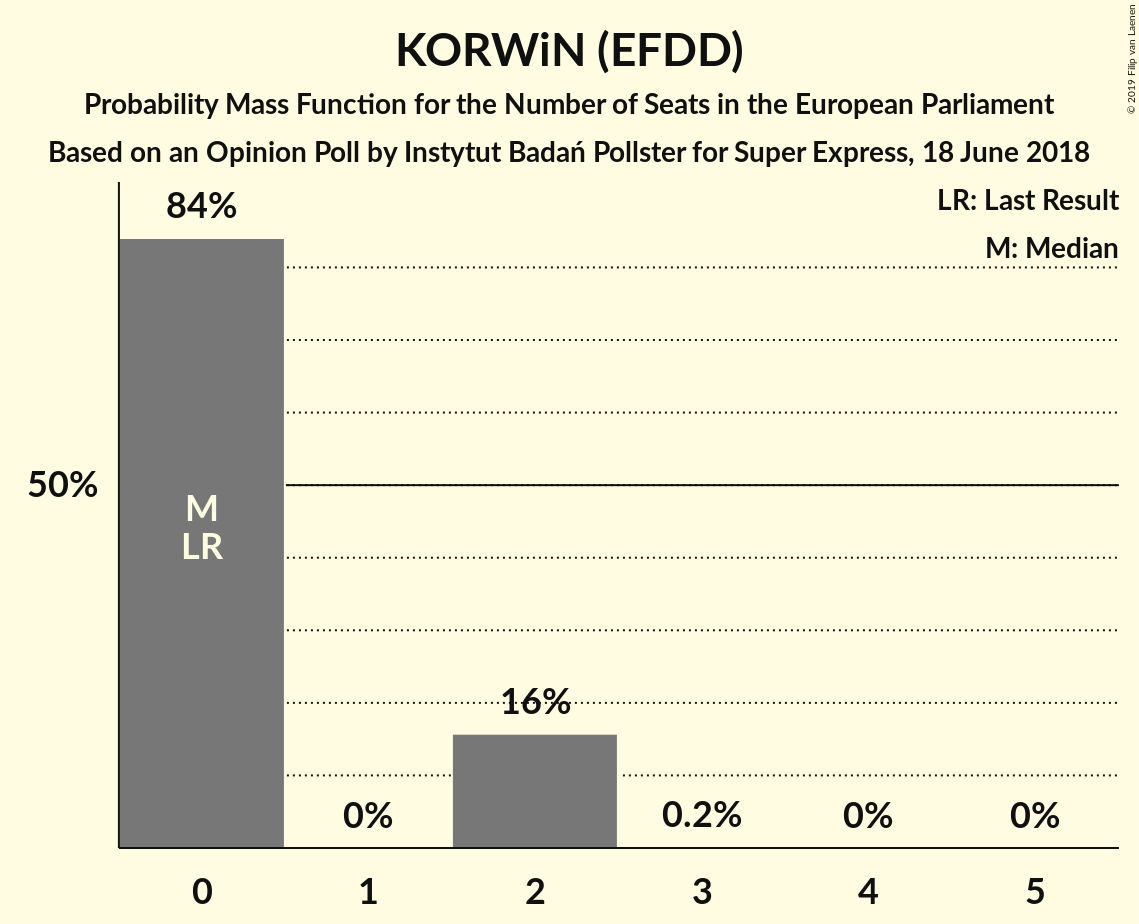 KORWiN (EFDD)
Probability Mass Function for the Number of Seats in the European Parliament
Based on an Opinion Poll by Instytut Badań Pollster for Super Express, 18 June 2018
© 2019 Filip van Laenen
LR: Last Result
M: Median
84%
50%
M
LR
16%
0%
0.2%
0%
0%
0 1 2 3 4 5